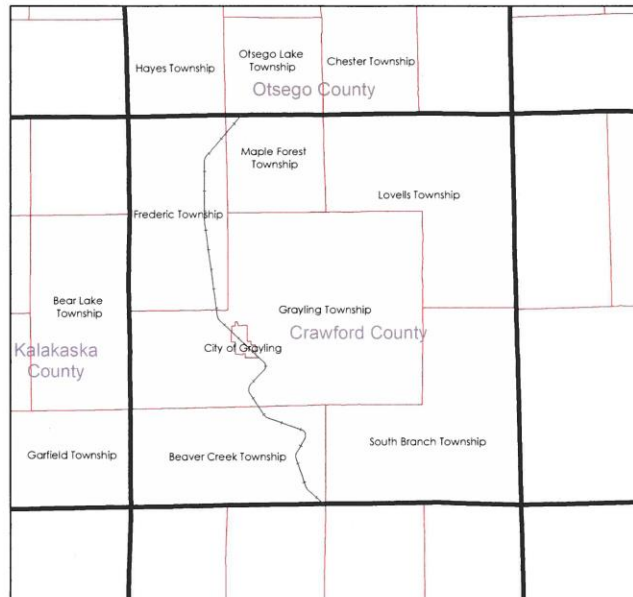 Hayes Township
Otsego Lake
Township
Chester Township
Otsego County
Maple Forest
Township
Lovells Township
Frederic Township
Bear Lake
Township
Grayling Township
Crawford County
City of Grayling
Kalakaska
County
Garfield Township
Beaver Creek Township
South Branch Township